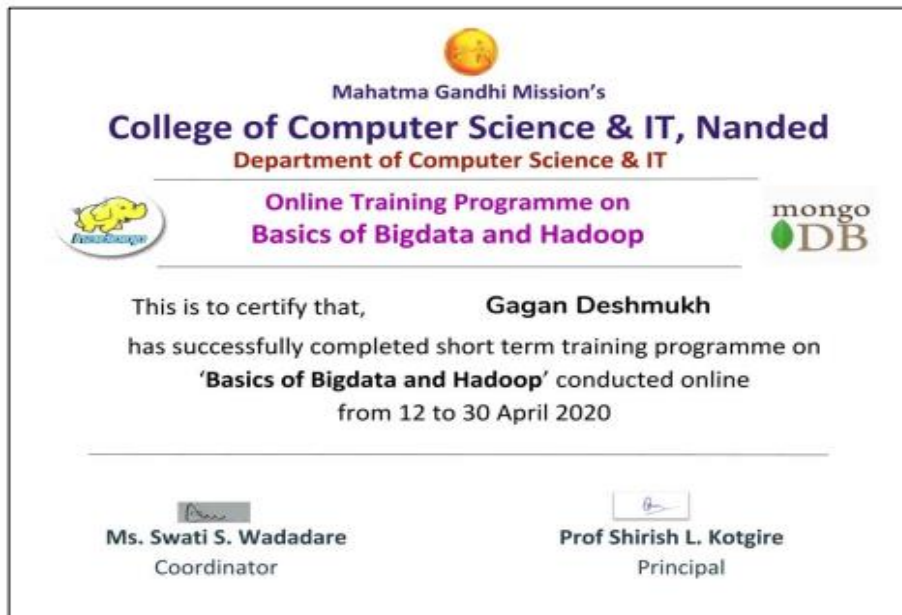 Mahatma Gandhi Mission's
College of Computer Science & IT, Nanded
Department of Computer Science & IT
Online Training Programme on
Basics of Bigdata and Hadoop
mongo
DB
This is to certify that, Gagan Deshmukh
has successfully completed short term training programme on
‘Basics of Bigdata and Hadoop’ conducted online
from 12 to 30 April 2020
Ms. Swati S. Wadadare
Coordinator
Prof Shirish L. Kotgire
Principal